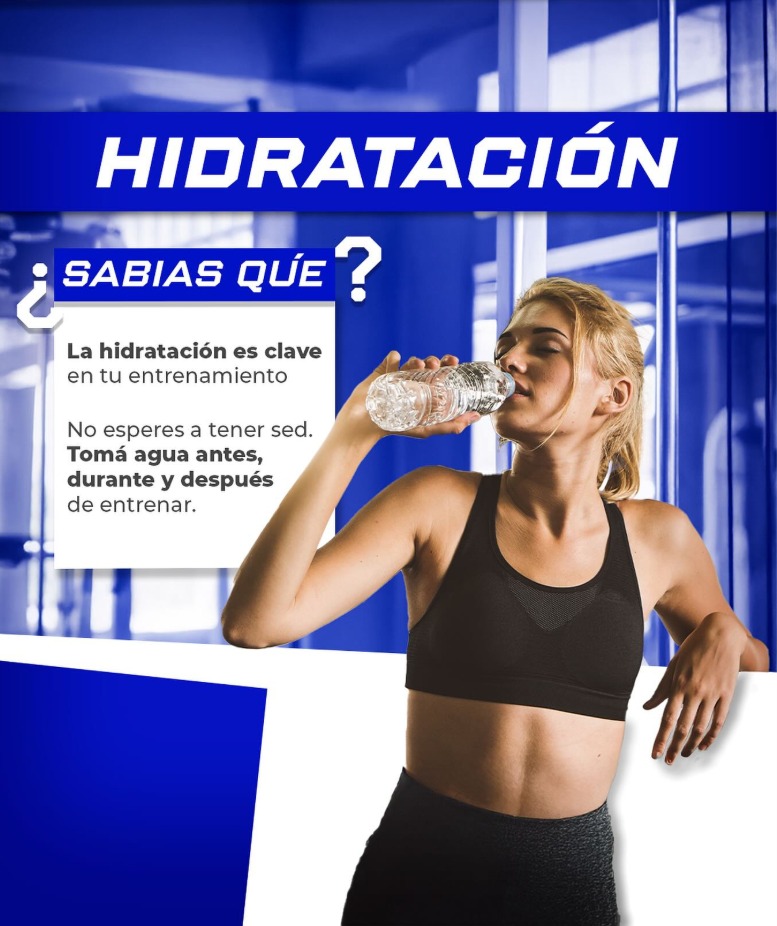 HIDRATACIÓN
¿SABIAS QÚE?
La hidratación es clave
en tu entrenamiento
No esperes a tener sed.
Tomá agua antes,
durante y después
de entrenar.